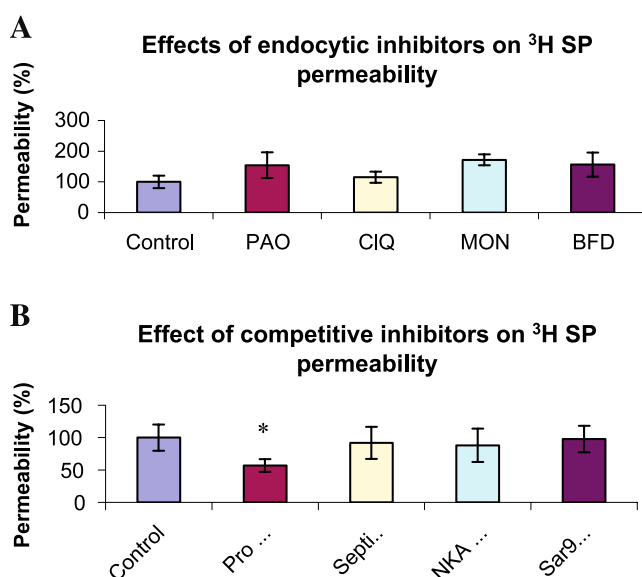 A
Effects of endocytic inhibitors on ³H SP
permeability
Permeability (%)
300
200
100
0
Control PAO ClQ MON BFD
B
Effect of competitive inhibitors on ³H SP
permeability
Permeability (%)
150
100
50
0
*
Control Pro ... Septi.. NKA ... Sar9...